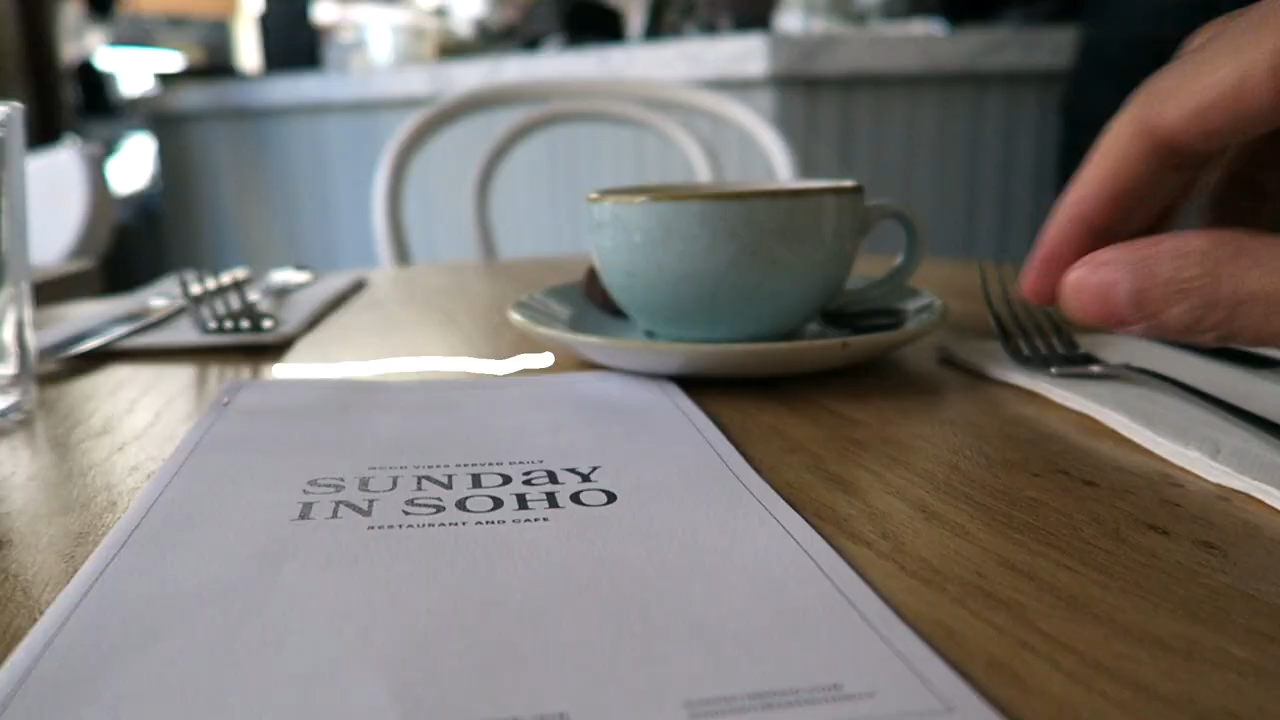 GOOD VIBES SERVED DAILY
SUNDAY
IN SOHO
RESTAURANT AND CAFE